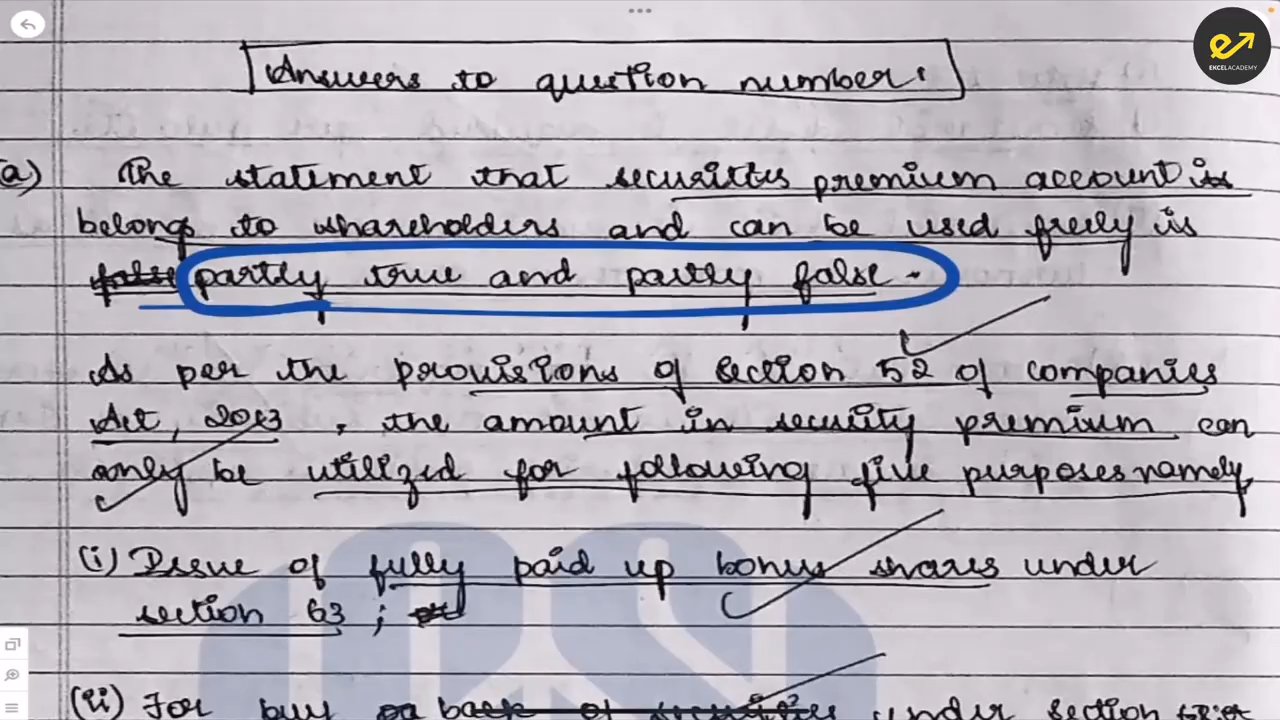 Answers to question number 1
EKCELACADEMY
(a) The statement that securities premium account is
belongs to shareholders and can be used freely is
false partly true and partly false.
As per the provisions of section 52 of companies
Act, 2013, the amount in security premium can
only be utilized for following five purposes namely,
(i) Issue of fully paid up bonus shares under
section 63;
(ii) For buy back of securities under section